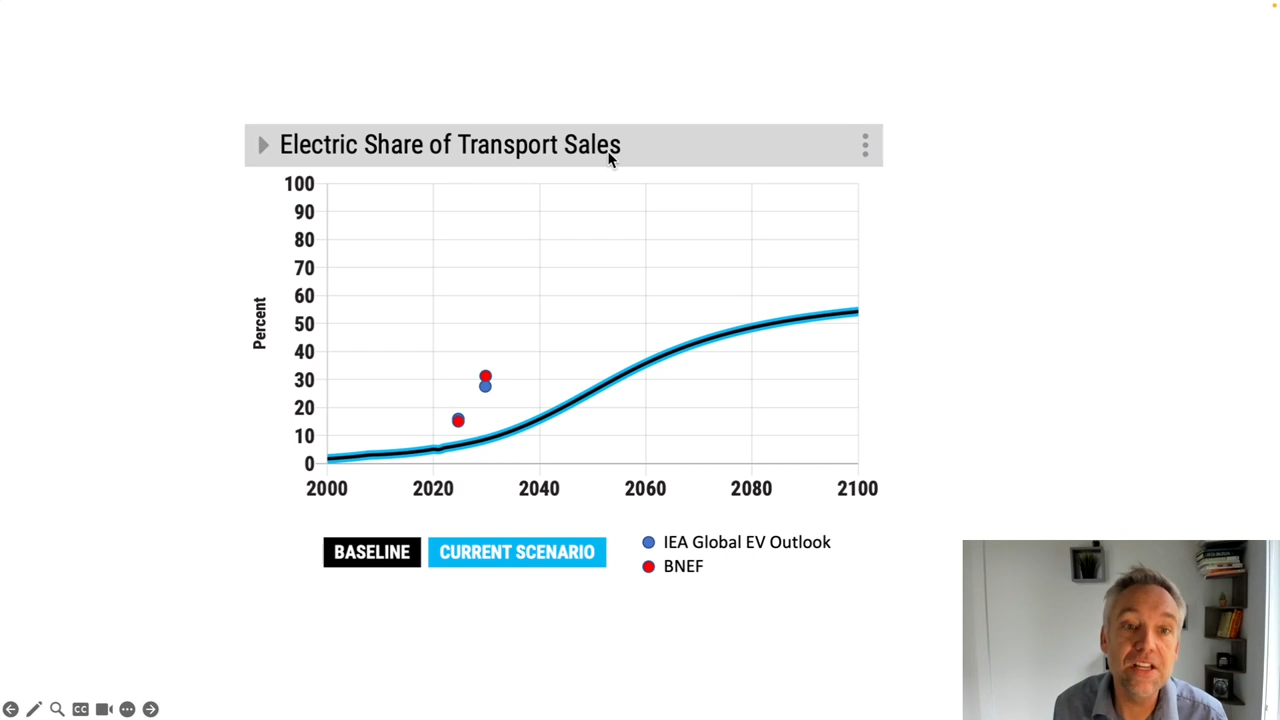 Electric Share of Transport Sales
100
90
80
70
60
50
40
30
20
10
0
Percent
2000 2020 2040 2060 2080 2100
BASELINE CURRENT SCENARIO
IEA Global EV Outlook
BNEF
CC